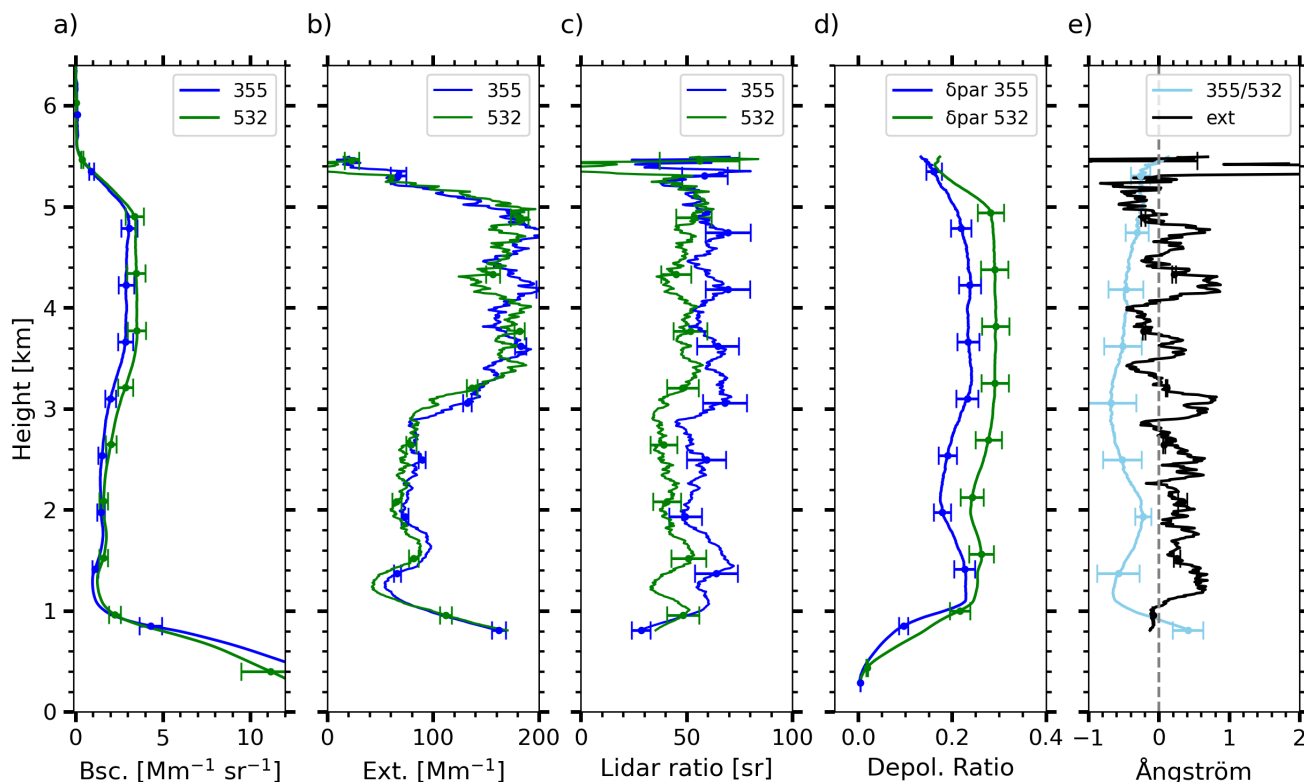 a) b) c) d) e)
355 355 355 δpar 355 355/532
532 532 532 δpar 532 ext
6
5
4
3
2
1
0
Height [km]
0 5 10 0 100 200 0 50 100 0.0 0.2 0.4 −1 0 1 2
Bsc. [Mm⁻¹ sr⁻¹] Ext. [Mm⁻¹] Lidar ratio [sr] Depol. Ratio Ångström